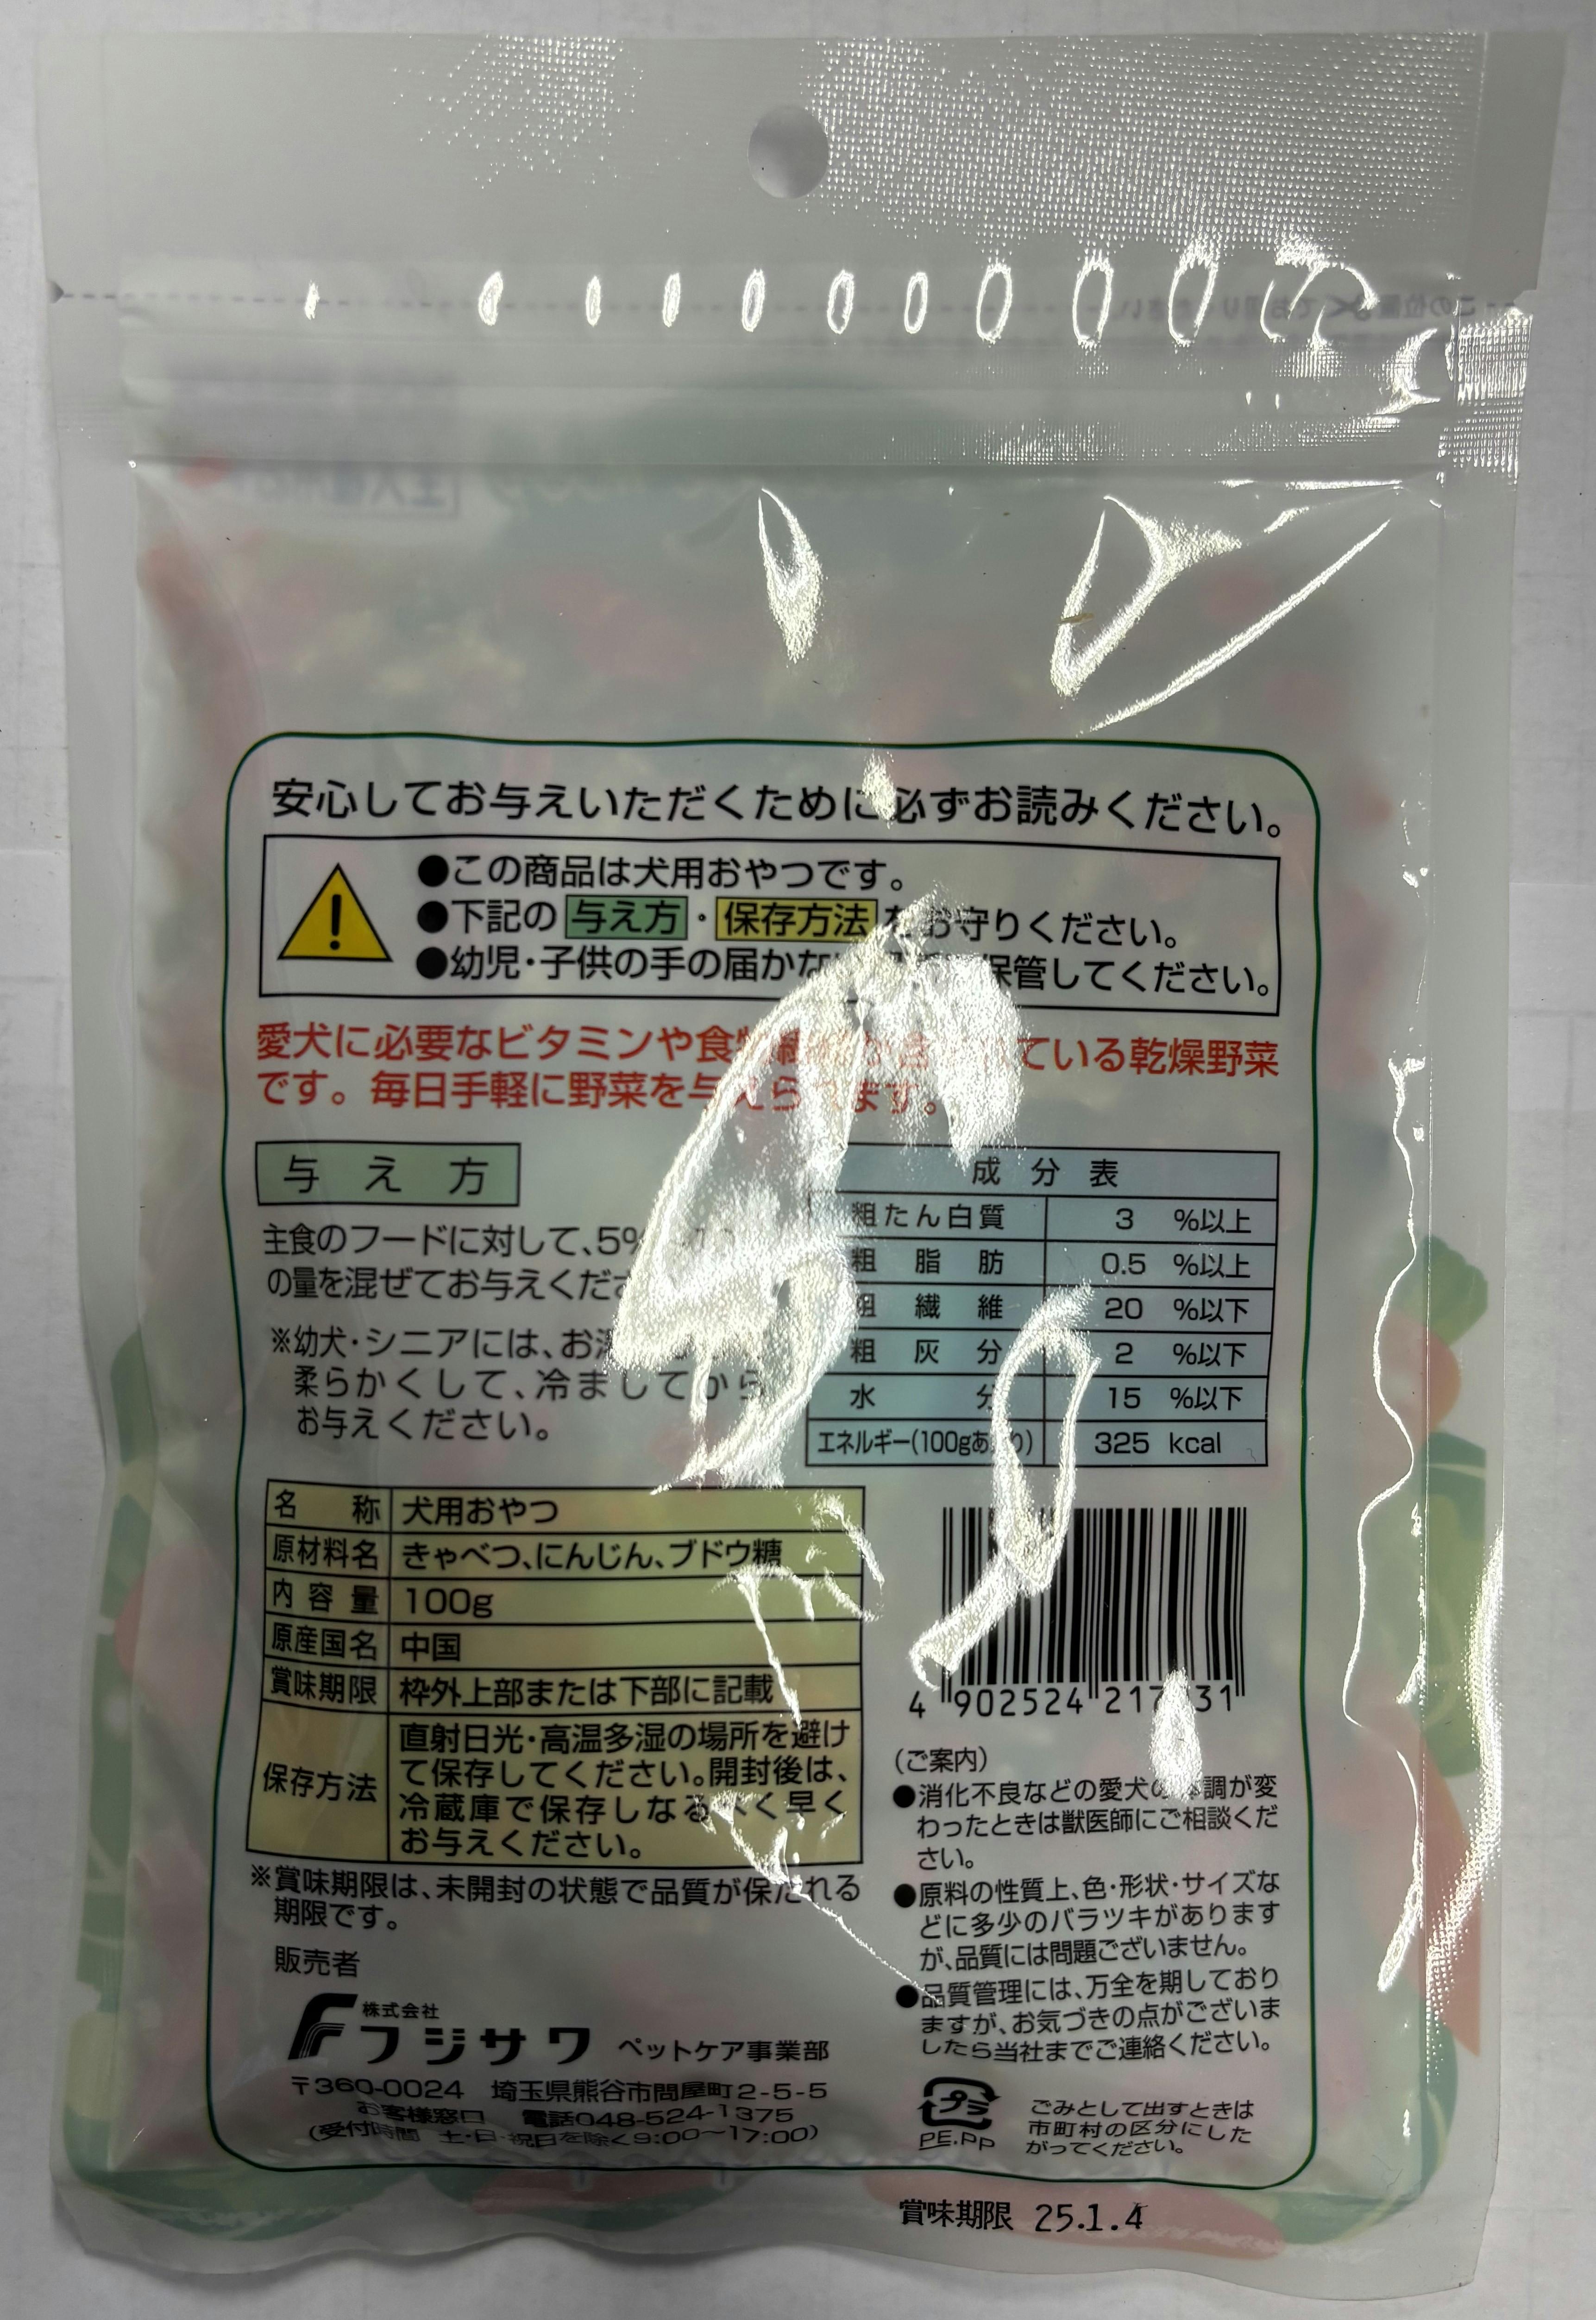 安心してお与えいただくために必ずお読みください。
●この商品は犬用おやつです。
●下記の 与え方・保存方法 をお守りください。
●幼児・子供の手の届かな 保管してください。
愛犬に必要なビタミンや食物繊維が含 ている乾燥野菜
です。毎日手軽に野菜を与えられます。
与え方
主食のフードに対して、5%
の量を混ぜてお与えくださ
※幼犬・シニアには、お
柔らかくして、冷ましてから
お与えください。
成分表
粗たん白質 3 %以上
粗脂肪 0.5 %以上
粗繊維 20 %以下
粗灰分 2 %以下
水分 15 %以下
エネルギー(100gあたり) 325 kcal
名称 犬用おやつ
原材料名 きゃべつ、にんじん、ブドウ糖
内容量 100g
原産国名 中国
賞味期限 枠外上部または下部に記載
保存方法 直射日光・高温多湿の場所を避け
て保存してください。開封後は、
冷蔵庫で保存しなるべく早く
お与えください。
※賞味期限は、未開封の状態で品質が保たれる
期限です。
販売者
株式会社
フジサワ ペットケア事業部
〒360-0024 埼玉県熊谷市問屋町2-5-5
お客様窓口 電話048-524-1375
(受付時間 土・日・祝日を除く9:00〜17:00)
4 902524 217 31
(ご案内)
●消化不良などの愛犬の体調が変
わったときは獣医師にご相談くだ
さい。
●原料の性質上、色・形状・サイズな
どに多少のバラツキがあります
が、品質には問題ございません。
●品質管理には、万全を期しており
ますが、お気づきの点がございま
したら当社までご連絡ください。
プラ
PE.PP
ごみとして出すときは
市町村の区分にした
がってください。
賞味期限 25.1.4